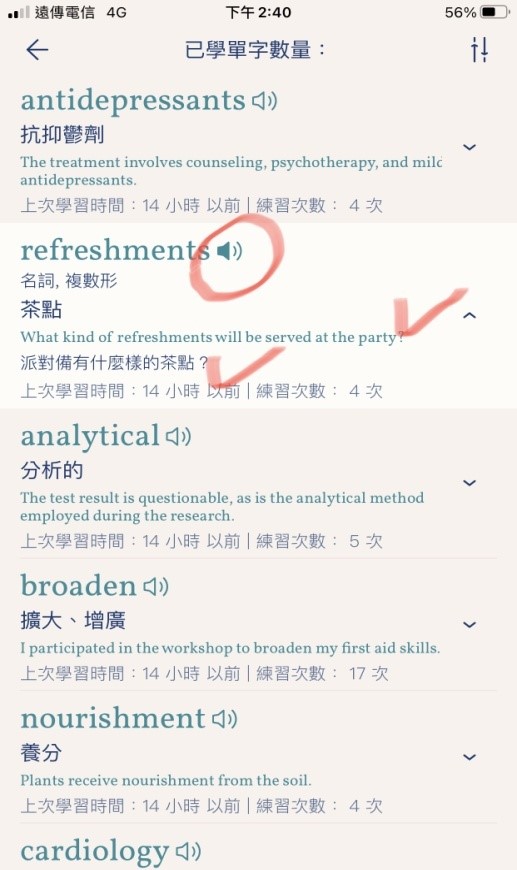 遠傳電信 4G 下午 2:40 56%
已學單字數量：
antidepressants
抗抑鬱劑
The treatment involves counseling, psychotherapy, and mild
antidepressants.
上次學習時間：14 小時 以前 | 練習次數： 4 次
refreshments
名詞, 複數形
茶點
What kind of refreshments will be served at the party?
派對備有什麼樣的茶點？
上次學習時間：14 小時 以前 | 練習次數： 4 次
analytical
分析的
The test result is questionable, as is the analytical method
employed during the research.
上次學習時間：14 小時 以前 | 練習次數： 5 次
broaden
擴大、增廣
I participated in the workshop to broaden my first aid skills.
上次學習時間：14 小時 以前 | 練習次數： 17 次
nourishment
養分
Plants receive nourishment from the soil.
上次學習時間：14 小時 以前 | 練習次數： 4 次
cardiology